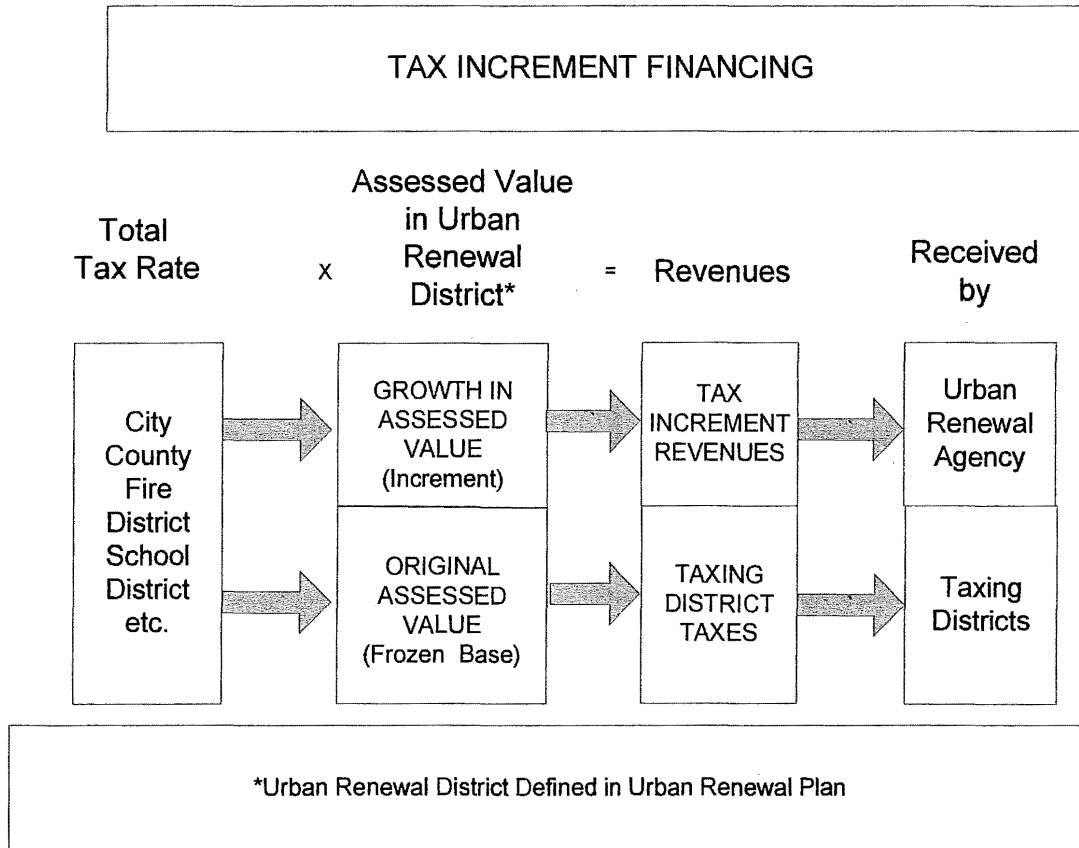 TAX INCREMENT FINANCING
Total
Tax Rate
x
Assessed Value
in Urban
Renewal
District*
=
Revenues
Received
by
City
County
Fire
District
School
District
etc.
GROWTH IN
ASSESSED
VALUE
(Increment)
TAX
INCREMENT
REVENUES
Urban
Renewal
Agency
ORIGINAL
ASSESSED
VALUE
(Frozen Base)
TAXING
DISTRICT
TAXES
Taxing
Districts
*Urban Renewal District Defined in Urban Renewal Plan